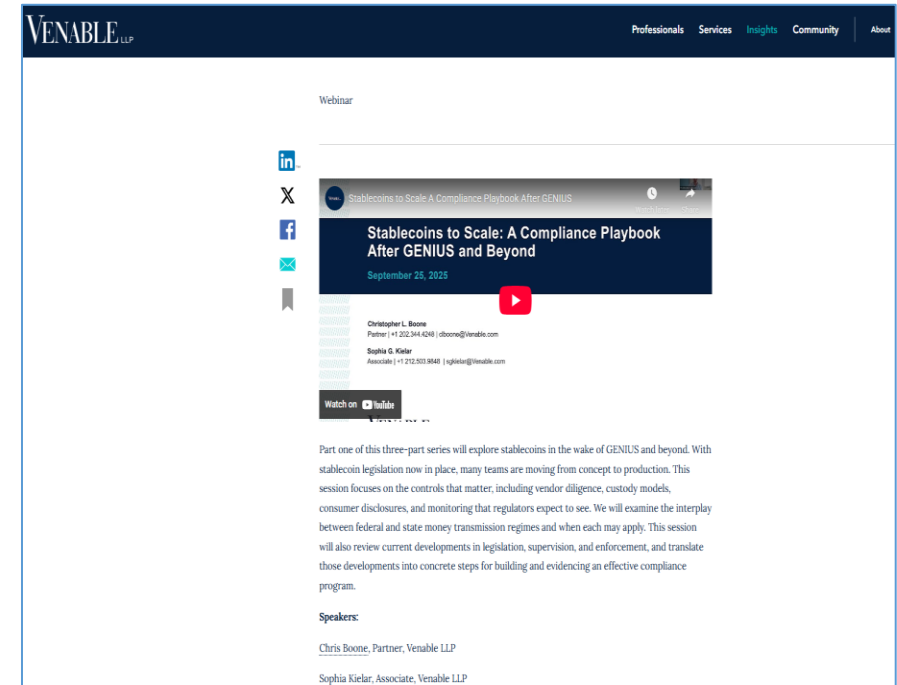 VENABLE LLP
Professionals Services Insights Community About
Webinar
in
Stablecoins to Scale A Compliance Playbook After GENIUS
Stablecoins to Scale: A Compliance Playbook
After GENIUS and Beyond
September 25, 2025
Christopher L. Boone
Partner | +1 202.344.4248 | clboone@Venable.com
Sophia G. Kielar
Associate | +1 212.503.9848 | sgkielar@Venable.com
Watch on YouTube
VENABLE
Part one of this three-part series will explore stablecoins in the wake of GENIUS and beyond. With
stablecoin legislation now in place, many teams are moving from concept to production. This
session focuses on the controls that matter, including vendor diligence, custody models,
consumer disclosures, and monitoring that regulators expect to see. We will examine the interplay
between federal and state money transmission regimes and when each may apply. This session
will also review current developments in legislation, supervision, and enforcement, and translate
those developments into concrete steps for building and evidencing an effective compliance
program.
Speakers:
Chris Boone, Partner, Venable LLP
Sophia Kielar, Associate, Venable LLP